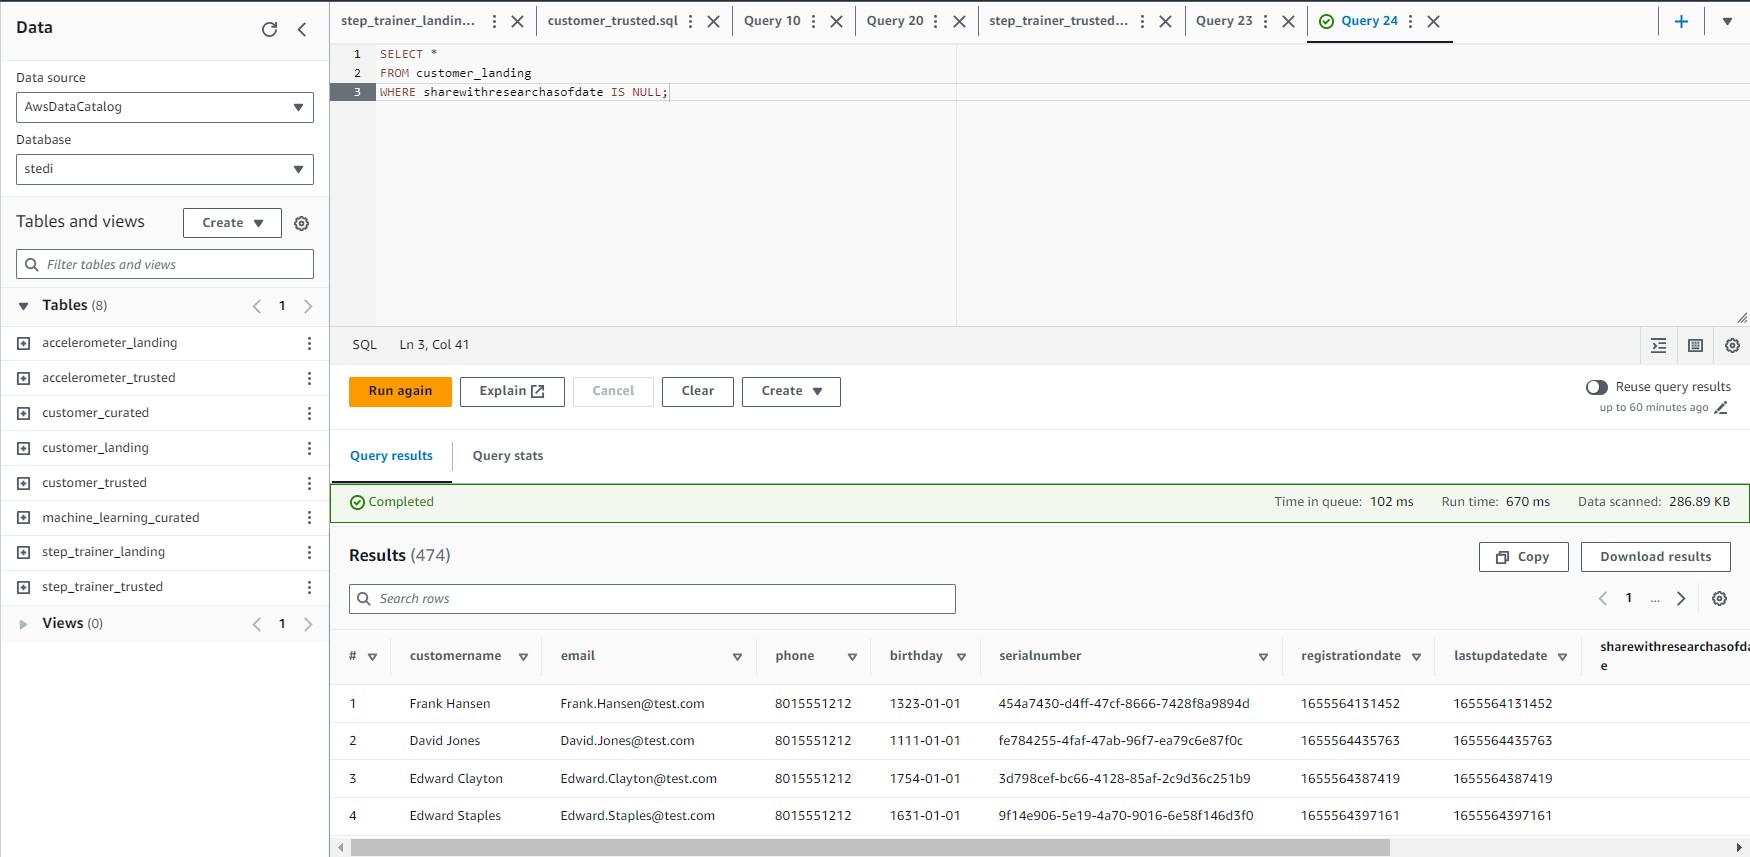 Data
Data source
AwsDataCatalog
Database
stedi
Tables and views
Create
Filter tables and views
Tables (8)
1
accelerometer_landing
accelerometer_trusted
customer_curated
customer_landing
customer_trusted
machine_learning_curated
step_trainer_landing
step_trainer_trusted
Views (0)
1
step_trainer_landin... customer_trusted.sql Query 10 Query 20 step_trainer_trusted... Query 23 Query 24
1 SELECT *
2 FROM customer_landing
3 WHERE sharewithresearchasofdate IS NULL;
SQL Ln 3, Col 41
Run again Explain Cancel Clear Create
Reuse query results
up to 60 minutes ago
Query results Query stats
Completed Time in queue: 102 ms Run time: 670 ms Data scanned: 286.89 KB
Results (474) Copy Download results
Search rows
1 ...
# customername email phone birthday serialnumber registrationdate lastupdatedate sharewithresearchasofda
e
1 Frank Hansen Frank.Hansen@test.com 8015551212 1323-01-01 454a7430-d4ff-47cf-8666-7428f8a9894d 1655564131452 1655564131452
2 David Jones David.Jones@test.com 8015551212 1111-01-01 fe784255-4faf-47ab-96f7-ea79c6e87f0c 1655564435763 1655564435763
3 Edward Clayton Edward.Clayton@test.com 8015551212 1754-01-01 3d798cef-bc66-4128-85af-2c9d36c251b9 1655564387419 1655564387419
4 Edward Staples Edward.Staples@test.com 8015551212 1631-01-01 9f14e906-5e19-4a70-9016-6e58f146d3f0 1655564397161 1655564397161